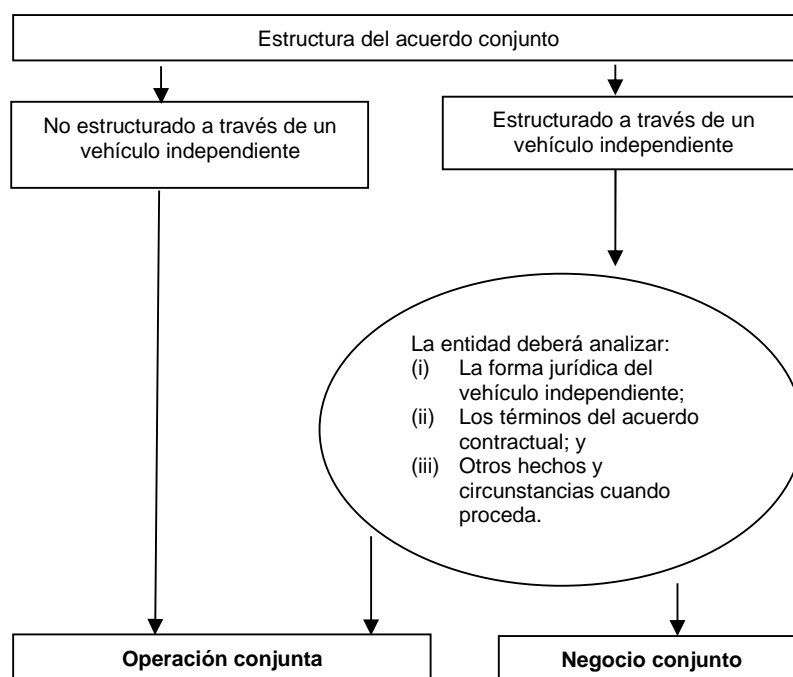 Estructura del acuerdo conjunto
No estructurado a través de un
vehículo independiente
Estructurado a través de un
vehículo independiente
La entidad deberá analizar:
(i) La forma jurídica del
vehículo independiente;
(ii) Los términos del acuerdo
contractual; y
(iii) Otros hechos y
circunstancias cuando
proceda.
Operación conjunta
Negocio conjunto